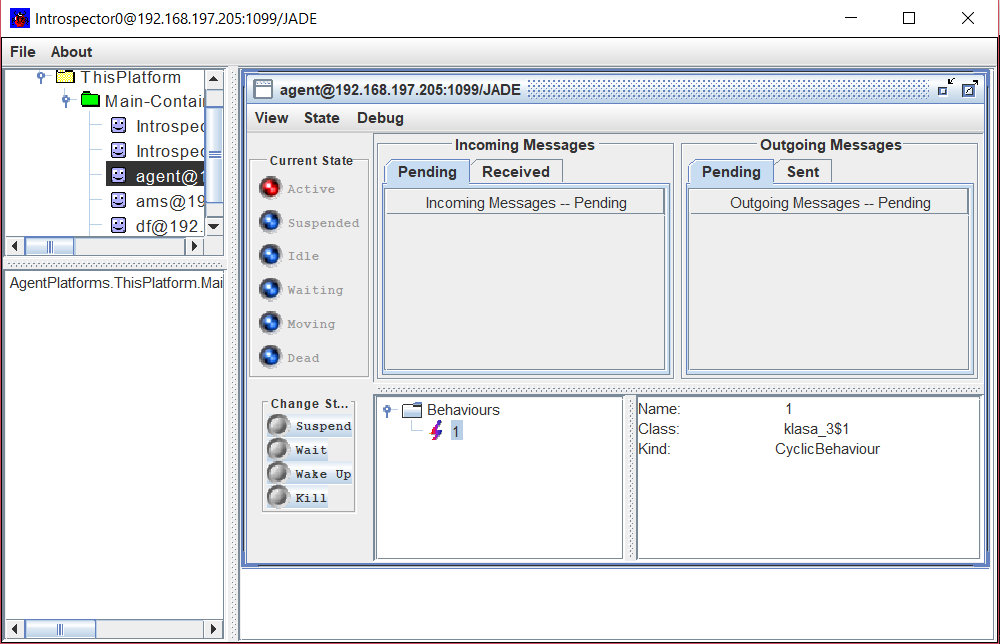 Introspector0@192.168.197.205:1099/JADE
File About
ThisPlatform
Main-Contai
Introspec
Introspec
agent@1
ams@19
df@192.
AgentPlatforms.ThisPlatform.Mai
agent@192.168.197.205:1099/JADE
View State Debug
Current State
Active
Suspended
Idle
Waiting
Moving
Dead
Change St...
Suspend
Wait
Wake Up
Kill
Incoming Messages
Pending Received
Incoming Messages -- Pending
Outgoing Messages
Pending Sent
Outgoing Messages -- Pending
Behaviours
1
Name: 1
Class: klasa_3$1
Kind: CyclicBehaviour